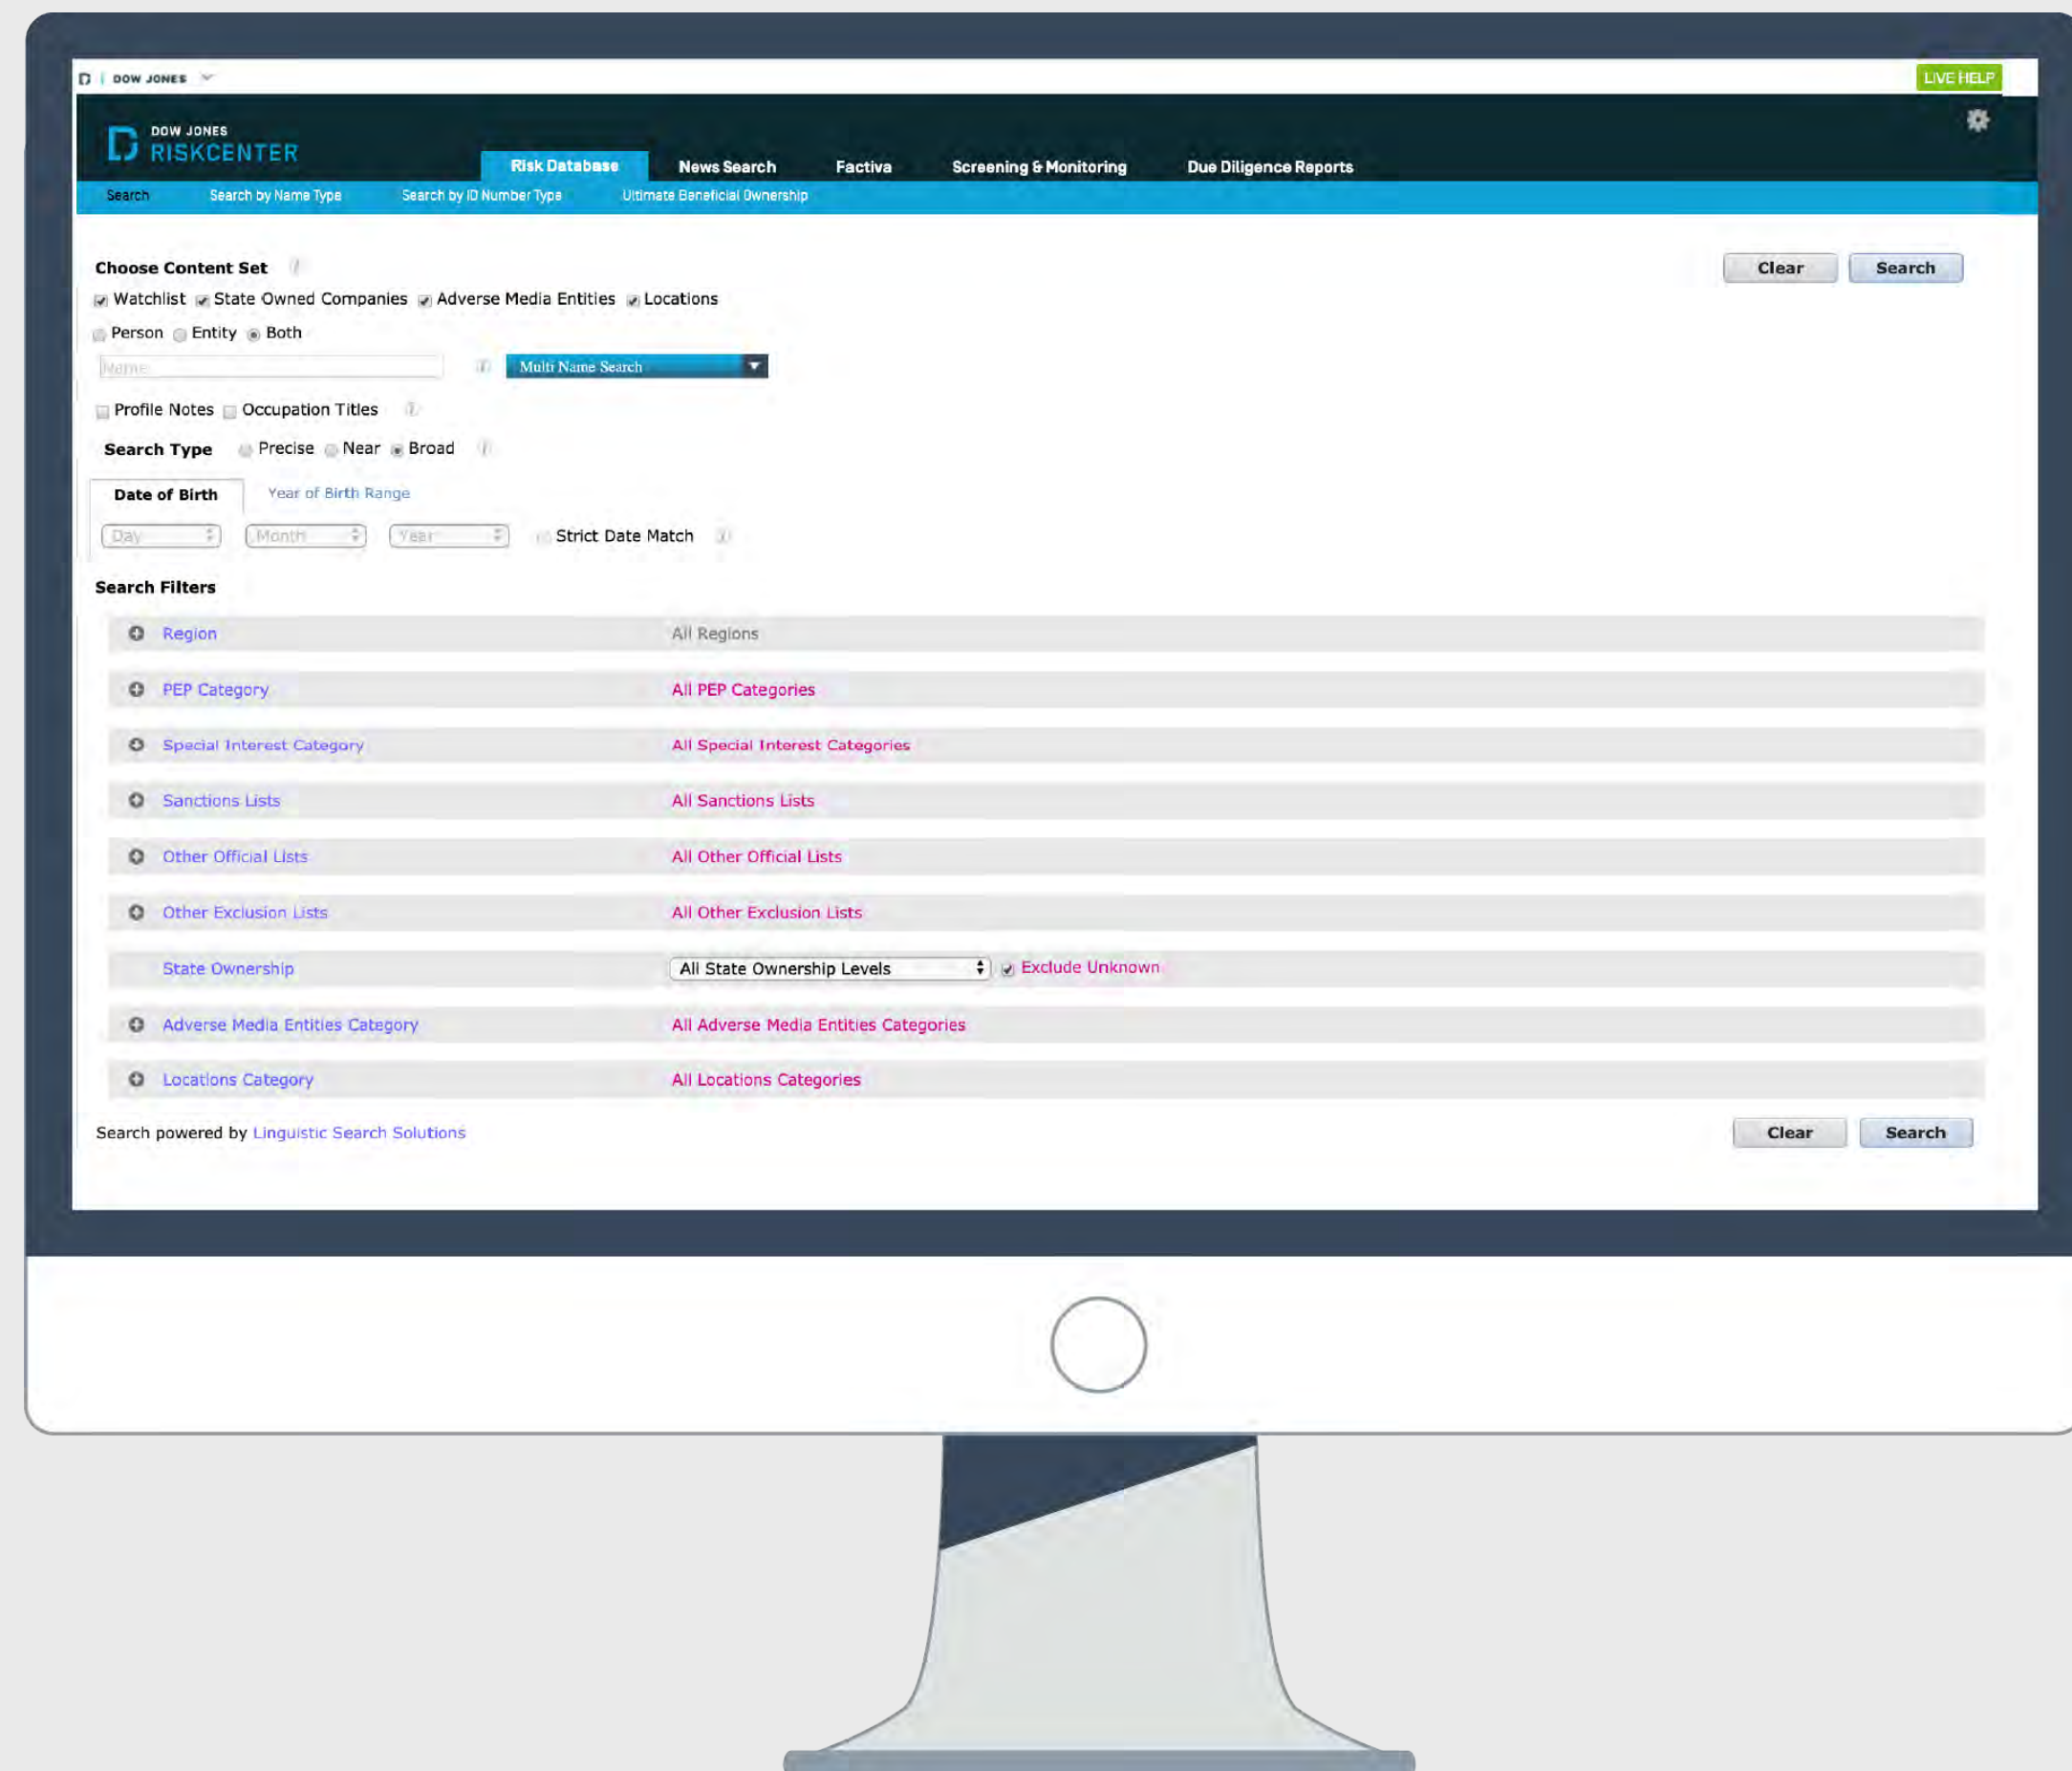 DOW JONES
LIVE HELP
DOW JONES
RISKCENTER
Risk Database News Search Factiva Screening & Monitoring Due Diligence Reports
Search Search by Name Type Search by ID Number Type Ultimate Beneficial Ownership
Choose Content Set i Clear Search
Watchlist State Owned Companies Adverse Media Entities Locations
Person Entity Both
Name i Multi Name Search
Profile Notes Occupation Titles i
Search Type Precise Near Broad i
Date of Birth Year of Birth Range
Day Month Year Strict Date Match i
Search Filters
Region All Regions
PEP Category All PEP Categories
Special Interest Category All Special Interest Categories
Sanctions Lists All Sanctions Lists
Other Official Lists All Other Official Lists
Other Exclusion Lists All Other Exclusion Lists
State Ownership All State Ownership Levels Exclude Unknown
Adverse Media Entities Category All Adverse Media Entities Categories
Locations Category All Locations Categories
Search powered by Linguistic Search Solutions Clear Search